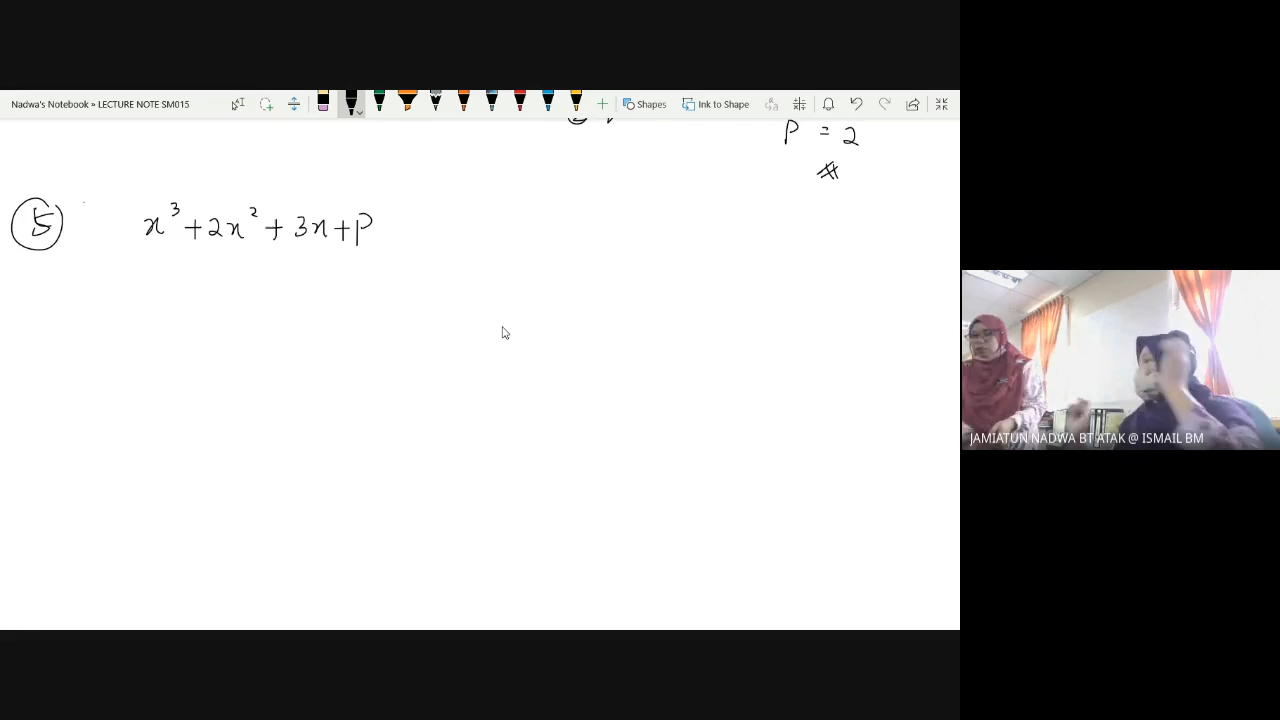 Nadwa's Notebook » LECTURE NOTE SM015
Shapes
Ink to Shape
P = 2
#
5 x³ + 2x² + 3x + P
JAMIATUN NADWA BT ATAK @ ISMAIL BM